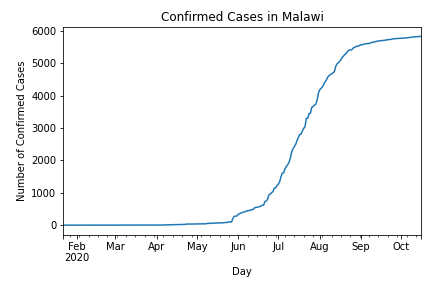 Confirmed Cases in Malawi
6000
5000
4000
3000
2000
1000
0
Number of Confirmed Cases
Feb Mar Apr May Jun Jul Aug Sep Oct
2020
Day